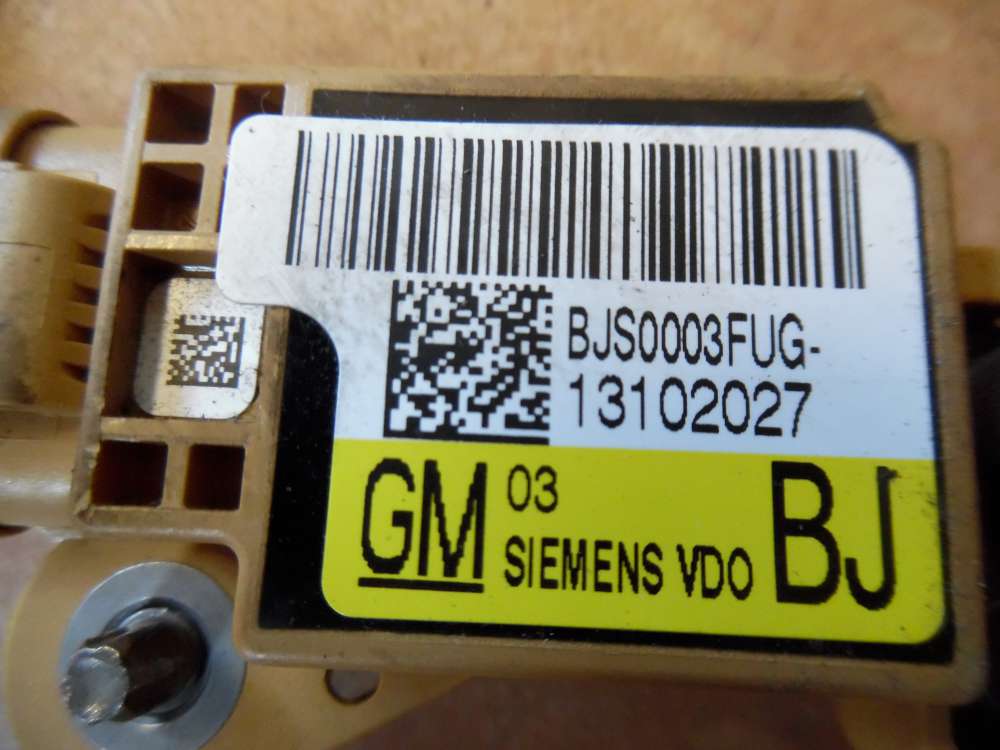 BJS0003FUG-
13102027
GM 03 BJ
SIEMENS VDO